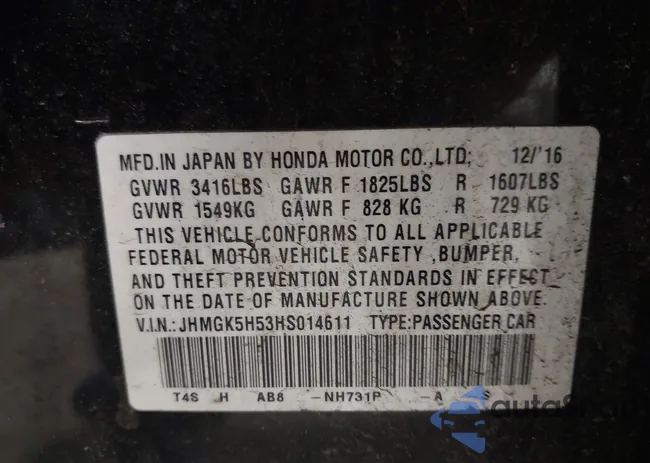 MFD.IN JAPAN BY HONDA MOTOR CO.,LTD; 12/'16
GVWR 3416LBS GAWR F 1825LBS R 1607LBS
GVWR 1549KG GAWR F 828 KG R 729 KG
THIS VEHICLE CONFORMS TO ALL APPLICABLE
FEDERAL MOTOR VEHICLE SAFETY ,BUMPER,
AND THEFT PREVENTION STANDARDS IN EFFECT
ON THE DATE OF MANUFACTURE SHOWN ABOVE.
V.I.N.: JHMGK5H53HS014611 TYPE:PASSENGER CAR
T4S H AB8 -NH731P -A S